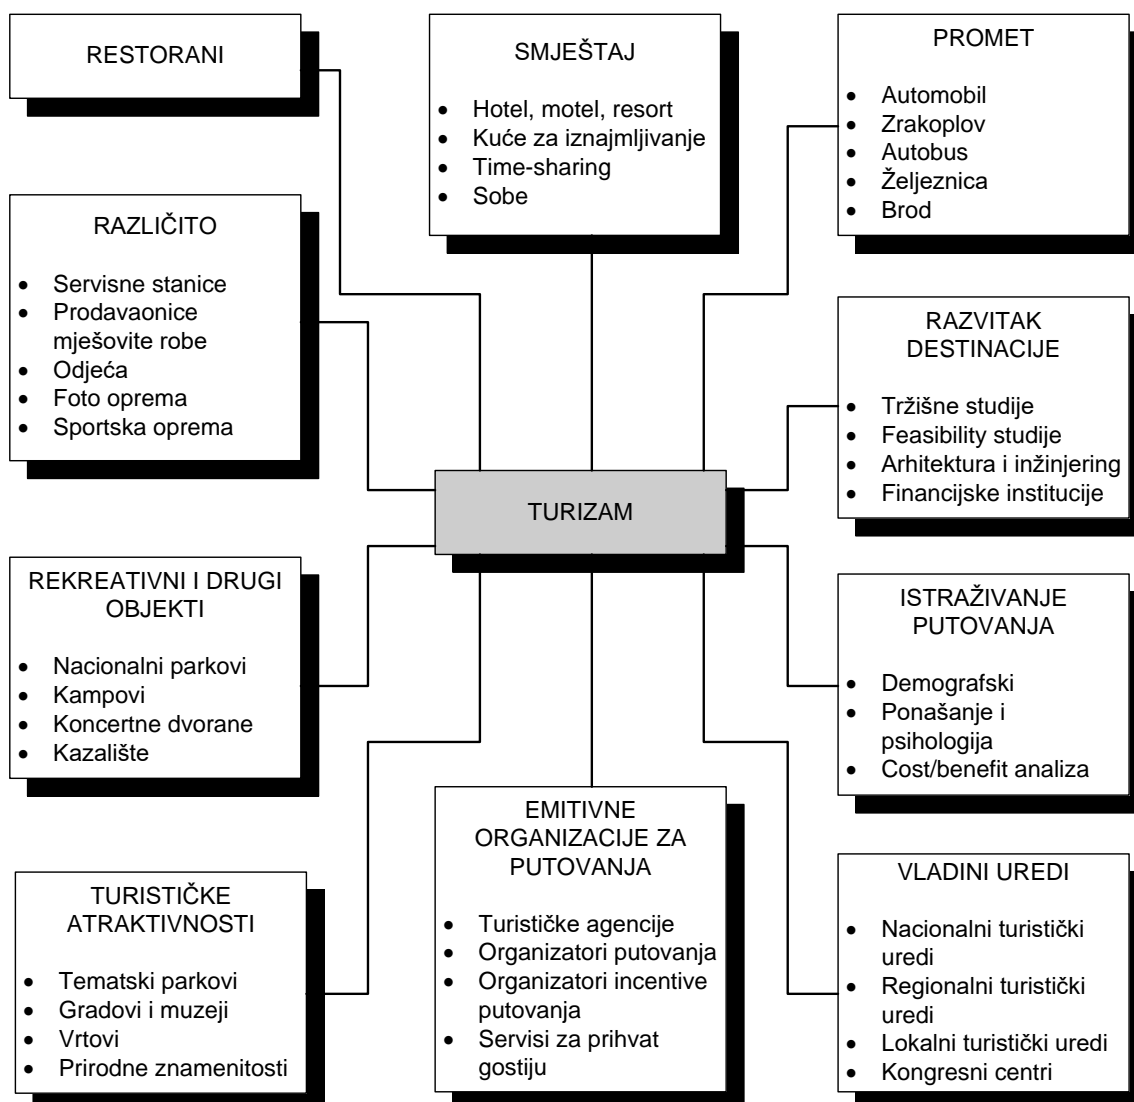 RESTORANI
SMJEŠTAJ
• Hotel, motel, resort
• Kuće za iznajmljivanje
• Time-sharing
• Sobe
PROMET
• Automobil
• Zrakoplov
• Autobus
• Željeznica
• Brod
RAZLIČITO
• Servisne stanice
• Prodavaonice
mješovite robe
• Odjeća
• Foto oprema
• Sportska oprema
RAZVITAK
DESTINACIJE
• Tržišne studije
• Feasibility studije
• Arhitektura i inžinjering
• Financijske institucije
TURIZAM
REKREATIVNI I DRUGI
OBJEKTI
• Nacionalni parkovi
• Kampovi
• Koncertne dvorane
• Kazalište
ISTRAŽIVANJE
PUTOVANJA
• Demografski
• Ponašanje i
psihologija
• Cost/benefit analiza
TURISTIČKE
ATRAKTIVNOSTI
• Tematski parkovi
• Gradovi i muzeji
• Vrtovi
• Prirodne znamenitosti
EMITIVNE
ORGANIZACIJE ZA
PUTOVANJA
• Turističke agencije
• Organizatori putovanja
• Organizatori incentive
putovanja
• Servisi za prihvat
gostiju
VLADINI UREDI
• Nacionalni turistički
uredi
• Regionalni turistički
uredi
• Lokalni turistički uredi
• Kongresni centri